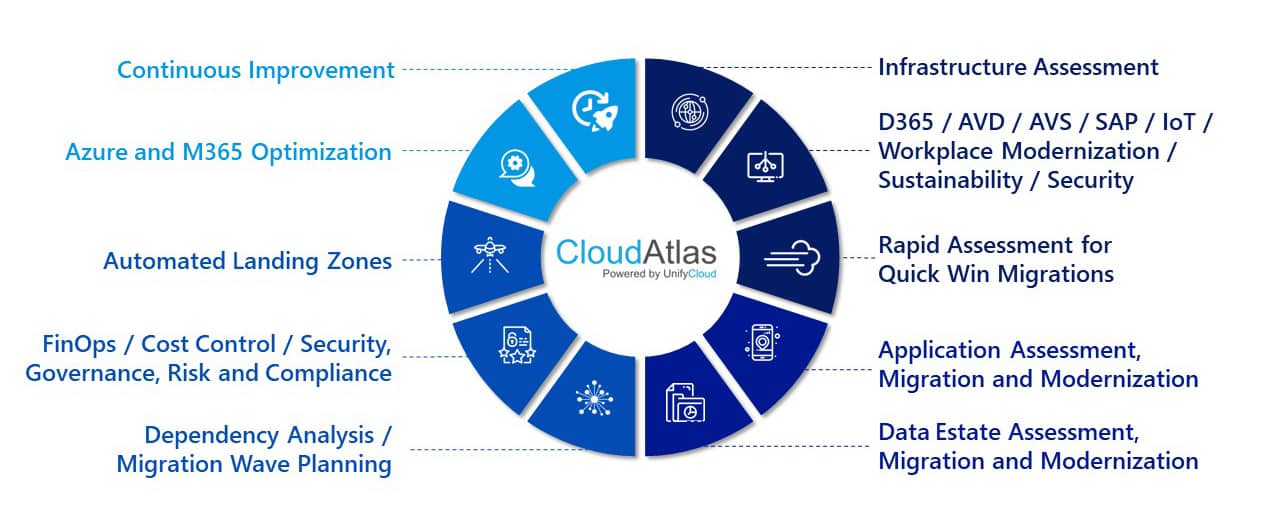 Continuous Improvement
Azure and M365 Optimization
Automated Landing Zones
FinOps / Cost Control / Security,
Governance, Risk and Compliance
Dependency Analysis /
Migration Wave Planning
CloudAtlas
Powered by UnifyCloud
Infrastructure Assessment
D365 / AVD / AVS / SAP / IoT /
Workplace Modernization /
Sustainability / Security
Rapid Assessment for
Quick Win Migrations
Application Assessment,
Migration and Modernization
Data Estate Assessment,
Migration and Modernization